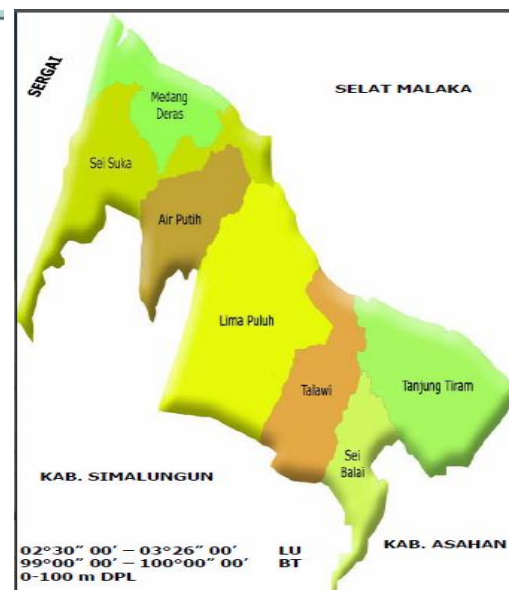 SERGAI
SELAT MALAKA
Medang
Deras
Sei Suka
Air Putih
Lima Puluh
Talawi
Tanjung Tiram
Sei
Balai
KAB. SIMALUNGUN
KAB. ASAHAN
02°30” 00’ – 03°26” 00’ LU
99°00” 00’ – 100°00” 00’ BT
0-100 m DPL